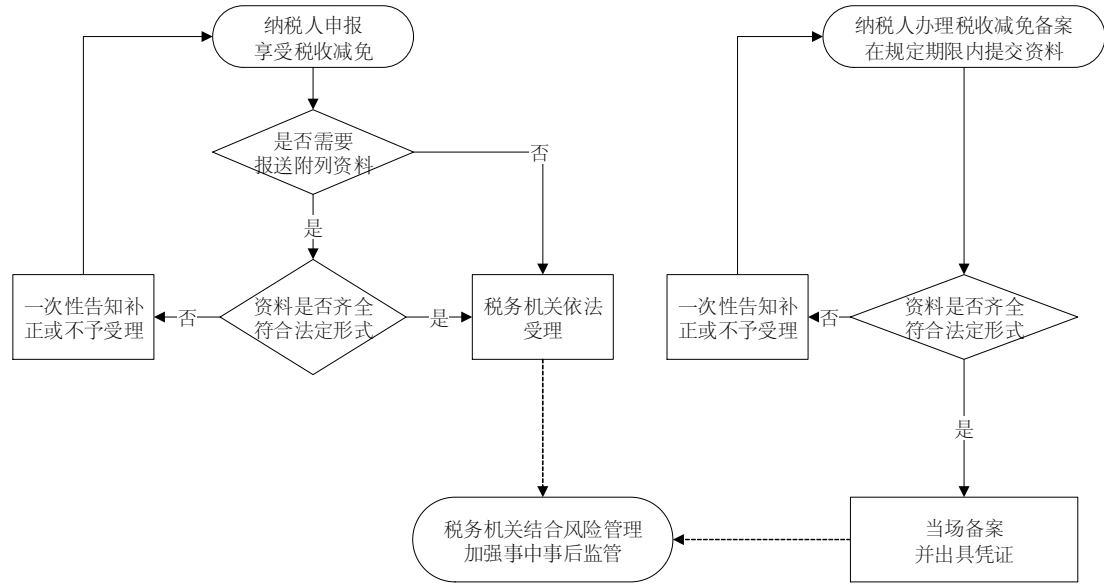 纳税人申报
享受税收减免
是否需要
报送附列资料
否
是
一次性告知补
正或不予受理
否
资料是否齐全
符合法定形式
是
税务机关依法
受理
纳税人办理税收减免备案
在规定期限内提交资料
一次性告知补
正或不予受理
否
资料是否齐全
符合法定形式
是
税务机关结合风险管理
加强事中事后监管
当场备案
并出具凭证